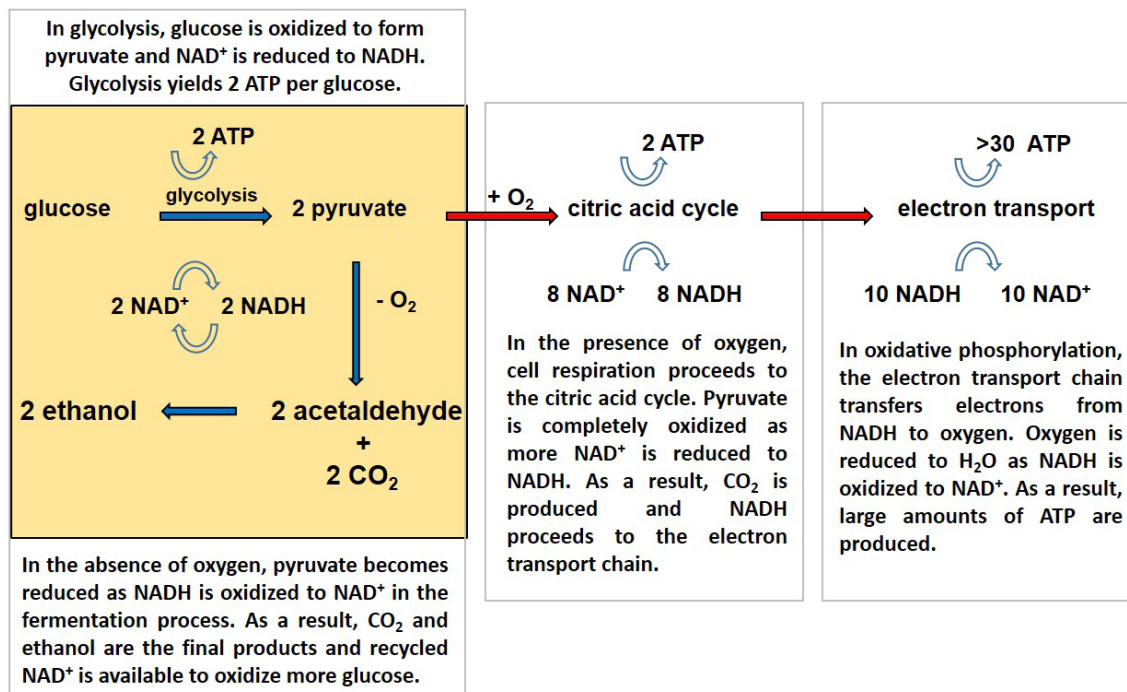 In glycolysis, glucose is oxidized to form
pyruvate and NAD⁺ is reduced to NADH.
Glycolysis yields 2 ATP per glucose.
2 ATP
glucose
glycolysis
2 pyruvate
2 NAD⁺
2 NADH
- O₂
2 ethanol
2 acetaldehyde
+
2 CO₂
In the absence of oxygen, pyruvate becomes
reduced as NADH is oxidized to NAD⁺ in the
fermentation process. As a result, CO₂ and
ethanol are the final products and recycled
NAD⁺ is available to oxidize more glucose.
+ O₂
2 ATP
citric acid cycle
8 NAD⁺
8 NADH
In the presence of oxygen,
cell respiration proceeds to
the citric acid cycle. Pyruvate
is completely oxidized as
more NAD⁺ is reduced to
NADH. As a result, CO₂ is
produced and NADH
proceeds to the electron
transport chain.
>30 ATP
electron transport
10 NADH
10 NAD⁺
In oxidative phosphorylation,
the electron transport chain
transfers electrons from
NADH to oxygen. Oxygen is
reduced to H₂O as NADH is
oxidized to NAD⁺. As a result,
large amounts of ATP are
produced.